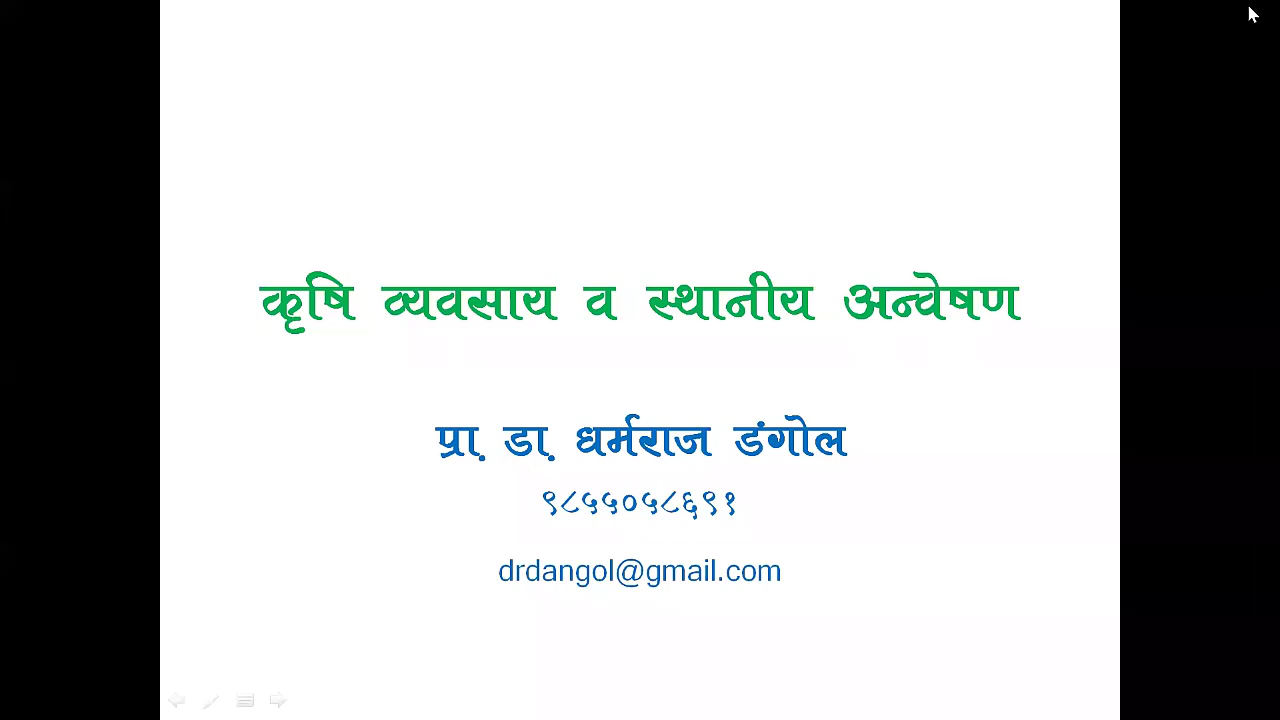 कृषि व्यवसाय व स्थानीय अन्वेषण
प्रा. डा. धर्मराज डंगोल
९८५५०५८६९१
drdangol@gmail.com